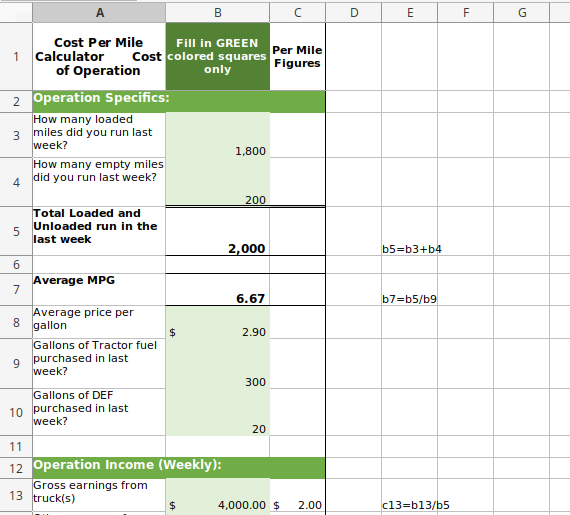 A B C D E F G
1 Cost Per Mile Fill in GREEN Per Mile
Calculator Cost colored squares Figures
of Operation only
2 Operation Specifics:
How many loaded
3 miles did you run last
week? 1,800
How many empty miles
4 did you run last week?
200
Total Loaded and
5 Unloaded run in the
last week 2,000 b5=b3+b4
6
7 Average MPG
6.67 b7=b5/b9
Average price per
8 gallon $ 2.90
Gallons of Tractor fuel
9 purchased in last
week? 300
Gallons of DEF
10 purchased in last
week? 20
11
12 Operation Income (Weekly):
Gross earnings from
13 truck(s) $ 4,000.00 $ 2.00 c13=b13/b5